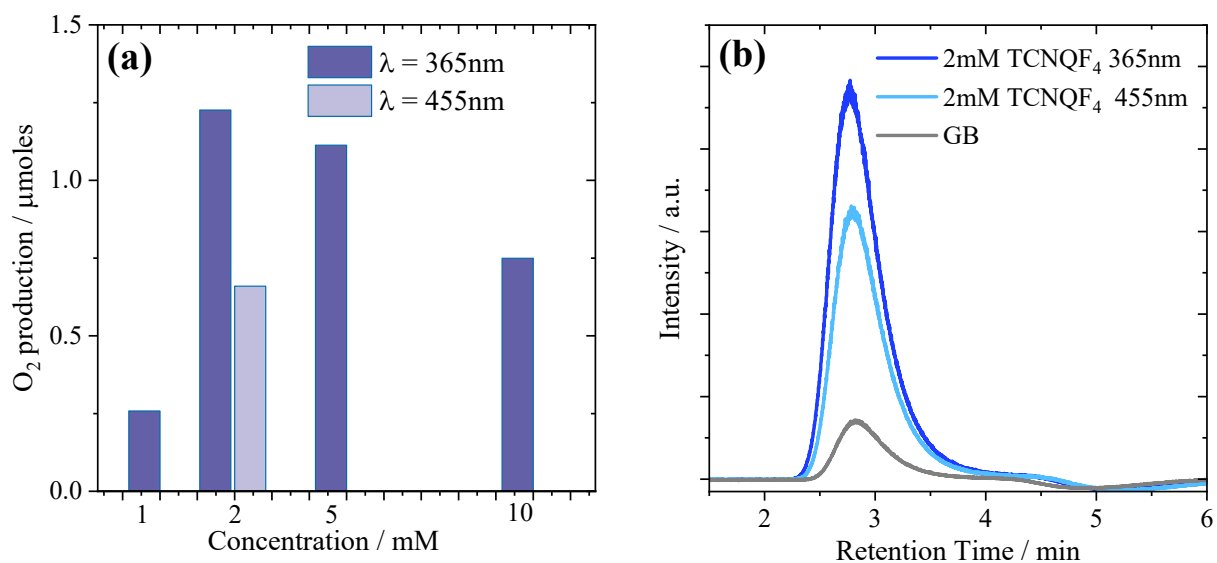 (a)
λ = 365nm
λ = 455nm
1.5
1.0
0.5
0.0
O₂ production / μmoles
1 2 5 10
Concentration / mM
(b)
2mM TCNQF₄ 365nm
2mM TCNQF₄ 455nm
GB
Intensity / a.u.
2 3 4 5 6
Retention Time / min